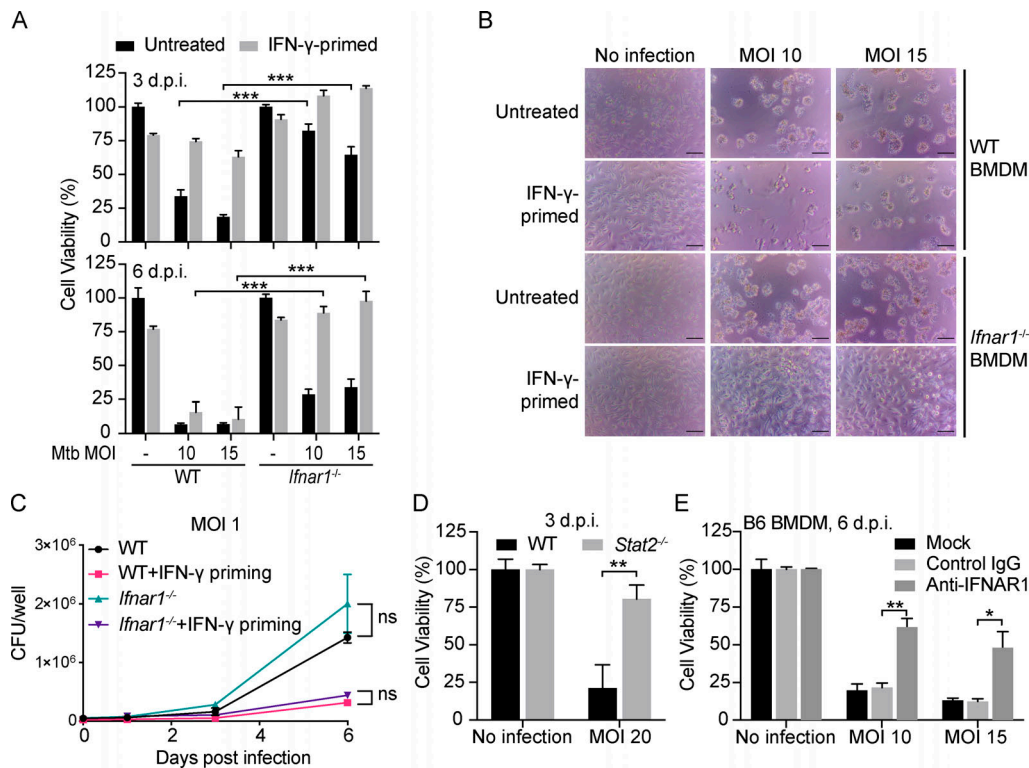 A
Untreated IFN-γ-primed
125
100
75
50
25
0
3 d.p.i.
***
***
Cell Viability (%)
125
100
75
50
25
0
6 d.p.i.
***
***
Mtb MOI - 10 15 - 10 15
WT Ifnar1-/-
B
No infection MOI 10 MOI 15
Untreated
IFN-γ-
primed
WT
BMDM
Untreated
IFN-γ-
primed
Ifnar1-/-
BMDM
C
MOI 1
3×10⁶
2×10⁶
1×10⁶
0
CFU/well
WT
WT+IFN-γ priming
Ifnar1-/-
Ifnar1-/-+IFN-γ priming
ns
ns
0 2 4 6
Days post infection
D
3 d.p.i.
WT Stat2-/-
125
100
75
50
25
0
Cell Viability (%)
**
No infection MOI 20
E
B6 BMDM, 6 d.p.i.
Mock
Control IgG
Anti-IFNAR1
125
100
75
50
25
0
Cell Viability (%)
**
*
No infection MOI 10 MOI 15